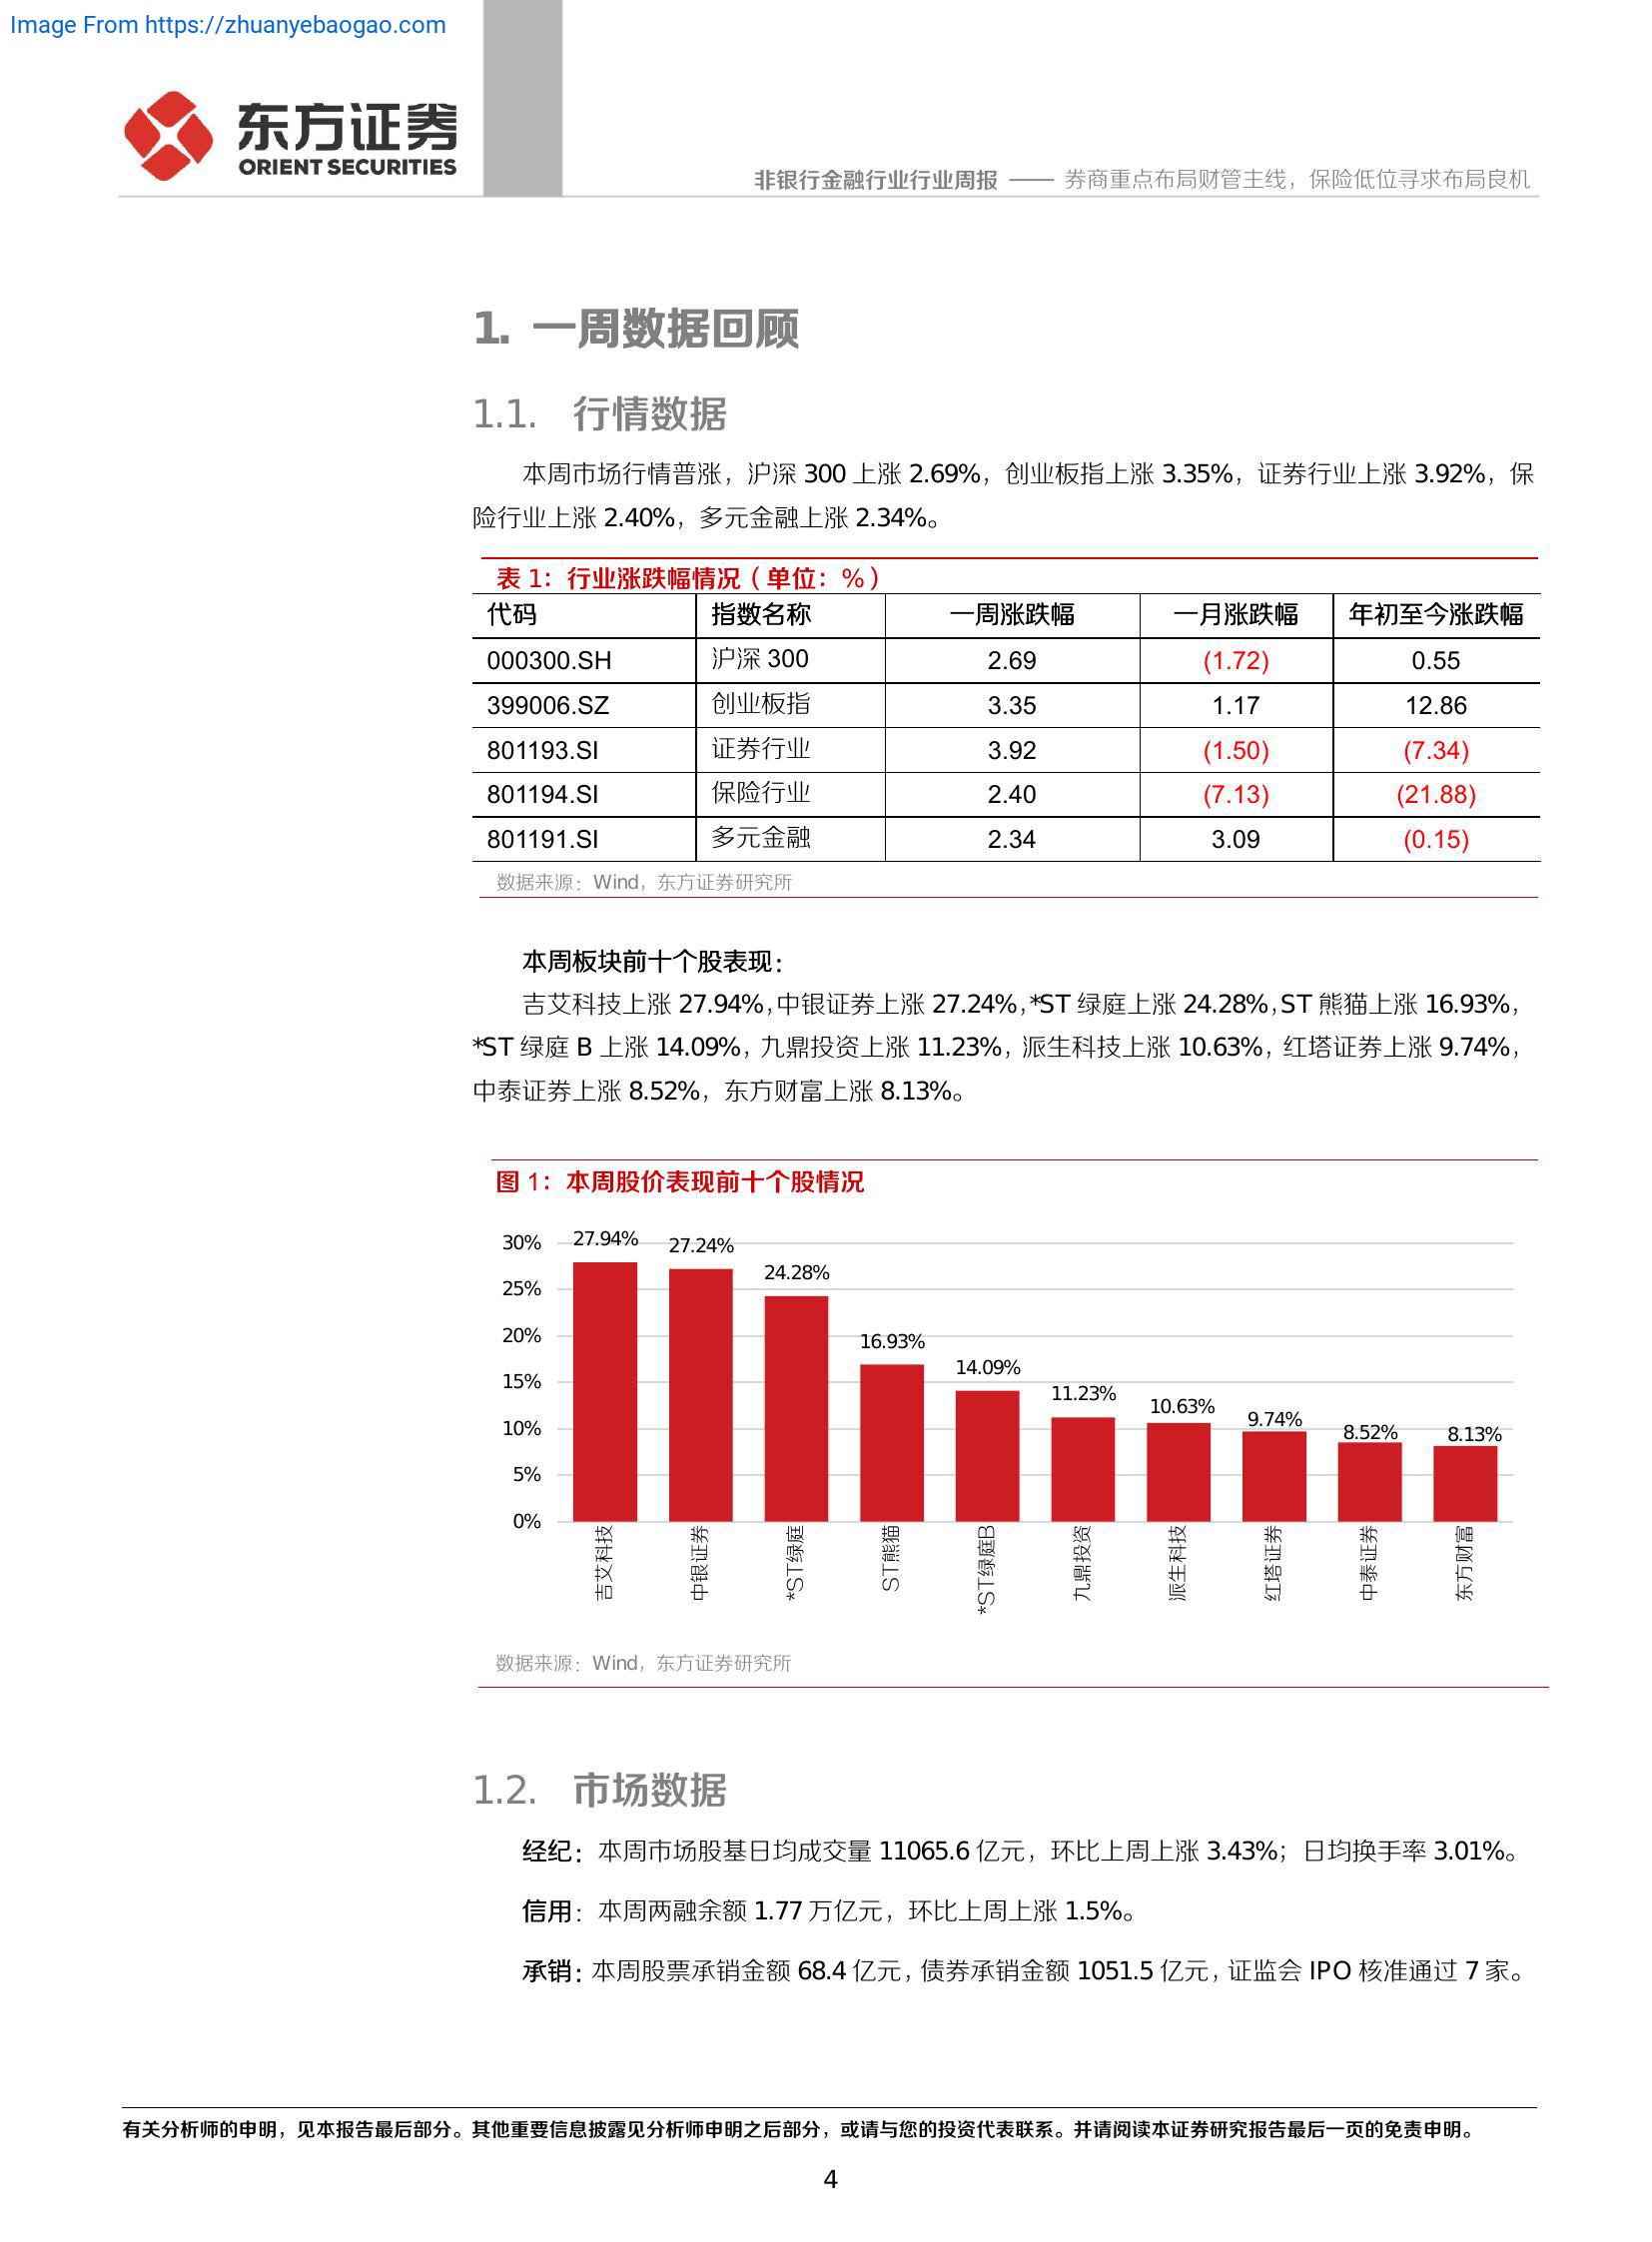 Image From https://zhuanyebaogao.com
东方证券
ORIENT SECURITIES
非银行金融行业行业周报 —— 券商重点布局财管主线，保险低位寻求布局良机
1. 一周数据回顾
1.1. 行情数据
本周市场行情普涨，沪深 300 上涨 2.69%，创业板指上涨 3.35%，证券行业上涨 3.92%，保
险行业上涨 2.40%，多元金融上涨 2.34%。
表 1：行业涨跌幅情况（单位：%）
代码 指数名称 一周涨跌幅 一月涨跌幅 年初至今涨跌幅
000300.SH 沪深 300 2.69 (1.72) 0.55
399006.SZ 创业板指 3.35 1.17 12.86
801193.SI 证券行业 3.92 (1.50) (7.34)
801194.SI 保险行业 2.40 (7.13) (21.88)
801191.SI 多元金融 2.34 3.09 (0.15)
数据来源：Wind，东方证券研究所
本周板块前十个股表现：
吉艾科技上涨 27.94%，中银证券上涨 27.24%，*ST 绿庭上涨 24.28%，ST 熊猫上涨 16.93%，
*ST 绿庭 B 上涨 14.09%，九鼎投资上涨 11.23%，派生科技上涨 10.63%，红塔证券上涨 9.74%，
中泰证券上涨 8.52%，东方财富上涨 8.13%。
图 1：本周股价表现前十个股情况
30%
25%
20%
15%
10%
5%
0%
27.94% 27.24% 24.28% 16.93% 14.09% 11.23% 10.63% 9.74% 8.52% 8.13%
吉艾科技 中银证券 *ST绿庭 ST熊猫 *ST绿庭B 九鼎投资 派生科技 红塔证券 中泰证券 东方财富
数据来源：Wind，东方证券研究所
1.2. 市场数据
经纪：本周市场股基日均成交量 11065.6 亿元，环比上周上涨 3.43%；日均换手率 3.01%。
信用：本周两融余额 1.77 万亿元，环比上周上涨 1.5%。
承销：本周股票承销金额 68.4 亿元，债券承销金额 1051.5 亿元，证监会 IPO 核准通过 7 家。
有关分析师的申明，见本报告最后部分。其他重要信息披露见分析师申明之后部分，或请与您的投资代表联系。并请阅读本证券研究报告最后一页的免责申明。
4